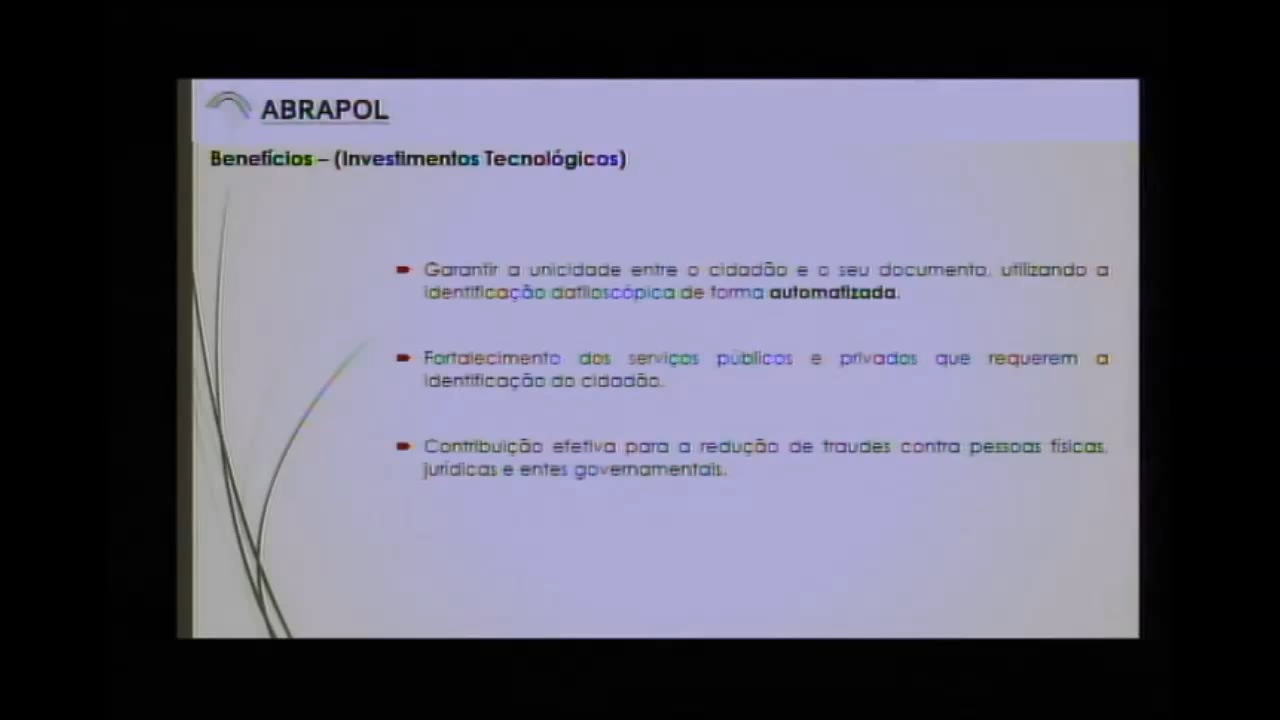 ABRAPOL
Benefícios – (Investimentos Tecnológicos)
Garantir a unicidade entre o cidadão e o seu documento, utilizando a
identificação datiloscópica de forma automatizada.
Fortalecimento dos serviços públicos e privados que requerem a
identificação do cidadão.
Contribuição efetiva para a redução de fraudes contra pessoas físicas,
jurídicas e entes governamentais.